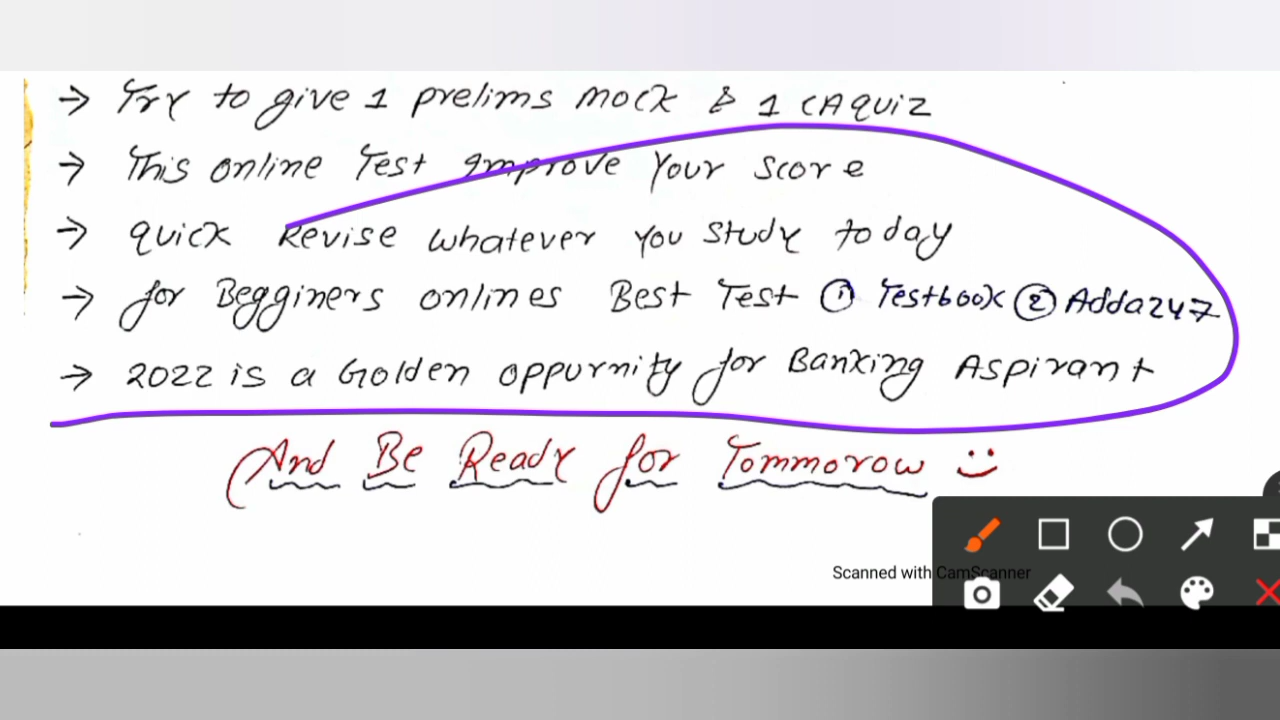 → Try to give 1 prelims mock & 1 CA quiz
→ This online Test improve Your score
→ quick Revise whatever you study today
→ for Begginers onlines Best Test ① Testbook ② Adda247
→ 2022 is a Golden oppurnity for Banking Aspirant
And Be Ready for Tommorow :)
Scanned with CamScanner